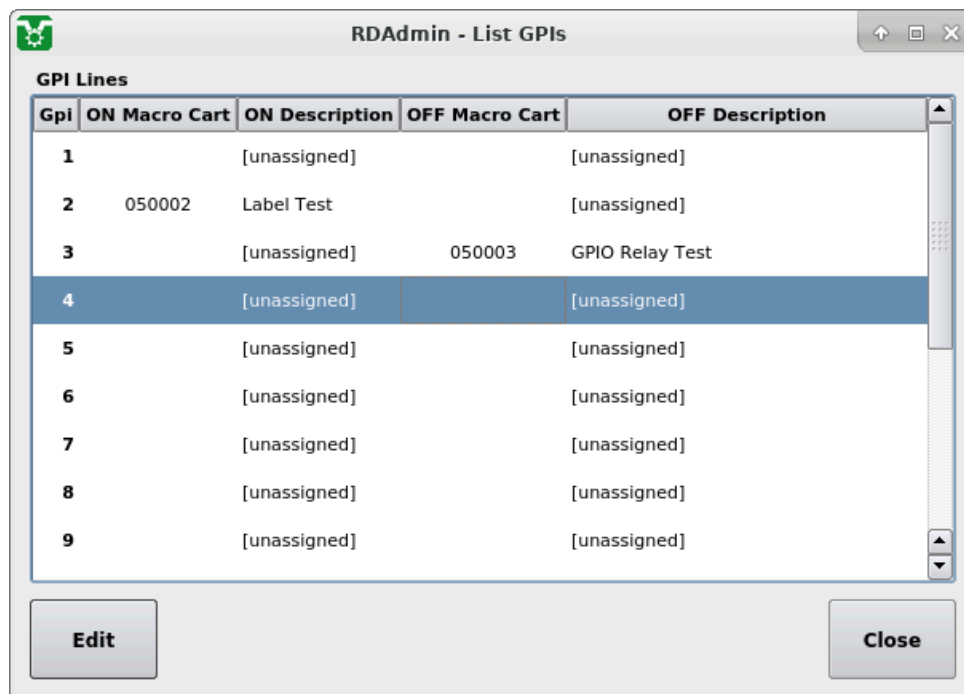 RDAdmin - List GPIs
GPI Lines
Gpi ON Macro Cart ON Description OFF Macro Cart OFF Description
1 [unassigned] [unassigned]
2 050002 Label Test [unassigned]
3 [unassigned] 050003 GPIO Relay Test
4 [unassigned] [unassigned]
5 [unassigned] [unassigned]
6 [unassigned] [unassigned]
7 [unassigned] [unassigned]
8 [unassigned] [unassigned]
9 [unassigned] [unassigned]
Edit Close